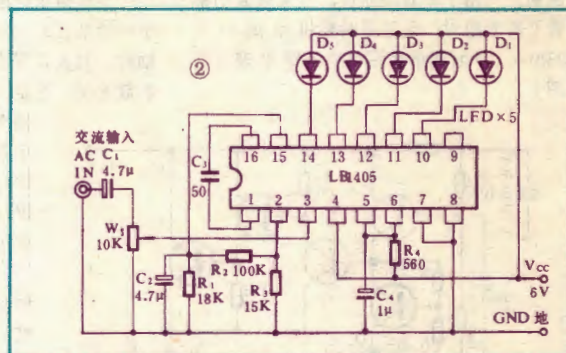 D₅ D₄ D₃ D₂ D₁
②
LFD×5
交流输入
AC C₁
IN 4.7μ
C₃
50
16 15 14 13 12 11 10 9
LB1405
1 2 3 4 5 6 7 8
W₁
10K
R₂ 100K
R₄
560
C₂
4.7μ
R₁
18K
R₃
15K
C₄
1μ
Vcc
6V
GND 地